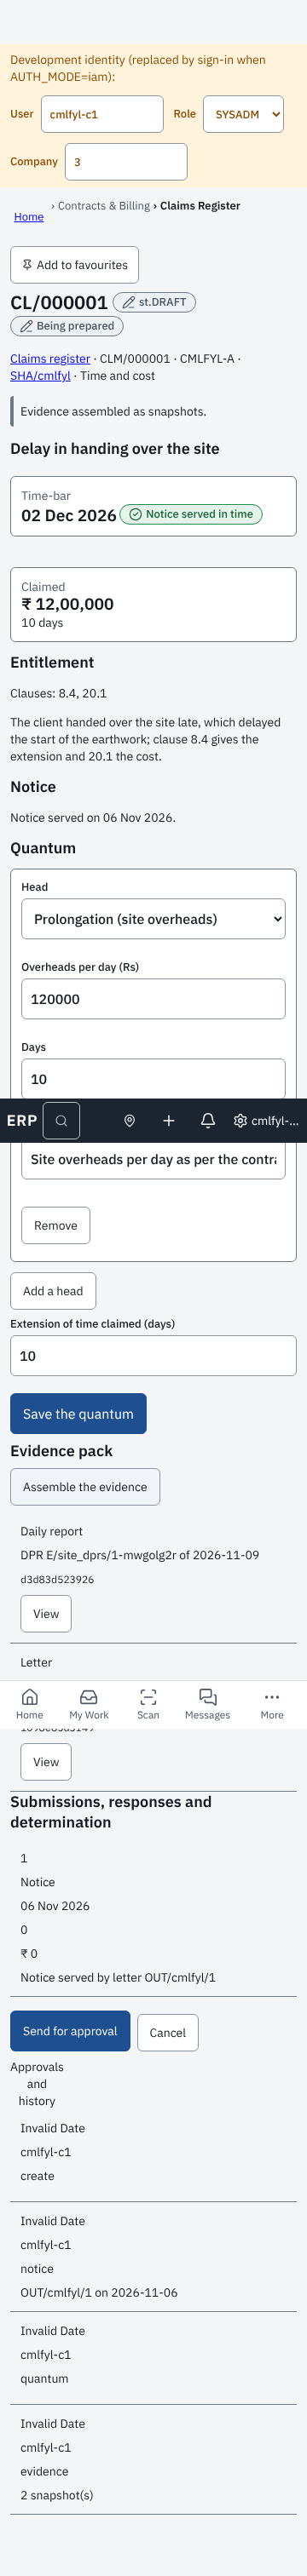 Development identity (replaced by sign-in when
AUTH_MODE=iam):
User cmlfyl-c1 Role SYSADM
Company 3
Home › Contracts & Billing › Claims Register
Add to favourites
CL/000001 st.DRAFT
Being prepared
Claims register · CLM/000001 · CMLFYL-A ·
SHA/cmlfyl · Time and cost
Evidence assembled as snapshots.
Delay in handing over the site
Time-bar
02 Dec 2026 Notice served in time
Claimed
₹ 12,00,000
10 days
Entitlement
Clauses: 8.4, 20.1
The client handed over the site late, which delayed
the start of the earthwork; clause 8.4 gives the
extension and 20.1 the cost.
Notice
Notice served on 06 Nov 2026.
Quantum
Head
Prolongation (site overheads)
Overheads per day (Rs)
120000
Days
10
ERP cmlfyl-...
Site overheads per day as per the contra
Remove
Add a head
Extension of time claimed (days)
10
Save the quantum
Evidence pack
Assemble the evidence
Daily report
DPR E/site_dprs/1-mwgolg2r of 2026-11-09
d3d83d523926
View
Letter
Home My Work Scan Messages More
View
Submissions, responses and
determination
1
Notice
06 Nov 2026
0
₹ 0
Notice served by letter OUT/cmlfyl/1
Send for approval Cancel
Approvals
and
history
Invalid Date
cmlfyl-c1
create
Invalid Date
cmlfyl-c1
notice
OUT/cmlfyl/1 on 2026-11-06
Invalid Date
cmlfyl-c1
quantum
Invalid Date
cmlfyl-c1
evidence
2 snapshot(s)